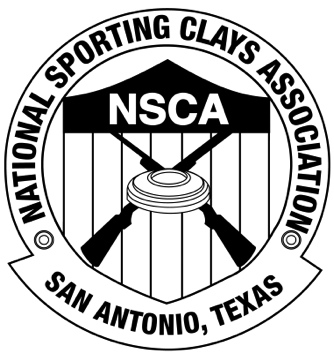 NATIONAL SPORTING CLAYS ASSOCIATION
NSCA
SAN ANTONIO, TEXAS